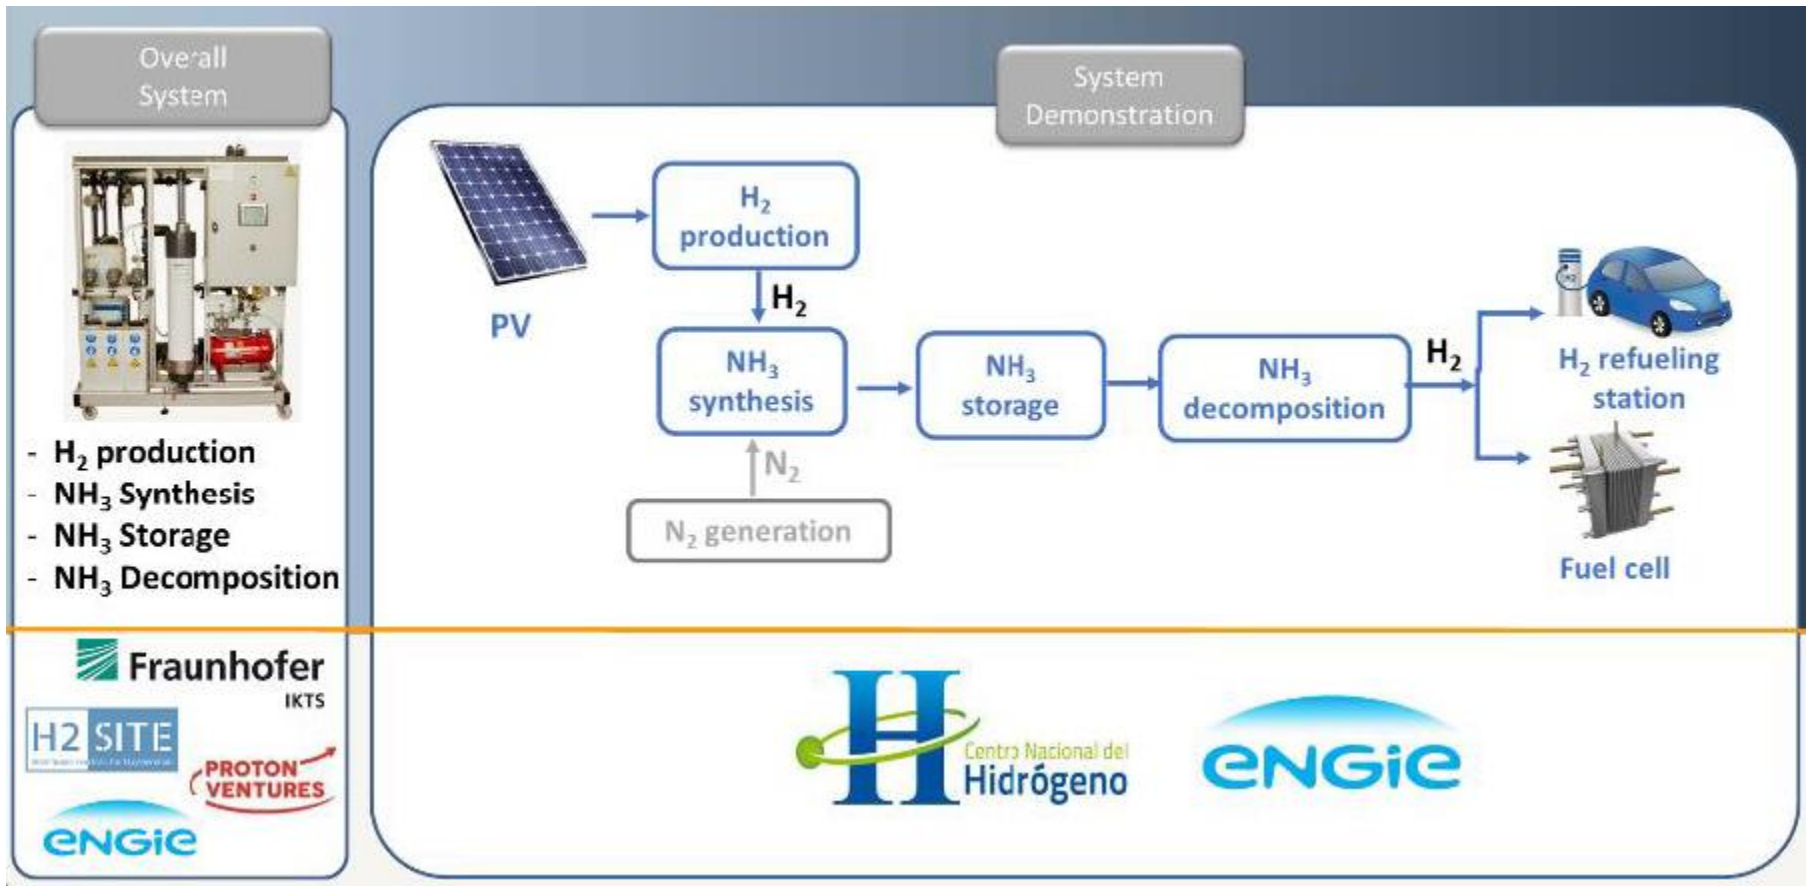 Overall
System
- H₂ production
- NH₃ Synthesis
- NH₃ Storage
- NH₃ Decomposition
Fraunhofer
IKTS
H2 SITE
PROTON
VENTURES
ENGIE
System
Demonstration
PV
H₂
production
H₂
NH₃
synthesis
N₂
N₂ generation
NH₃
storage
NH₃
decomposition
H₂
H2
H₂ refueling
station
Fuel cell
H
Centro Nacional del
Hidrógeno
ENGIE